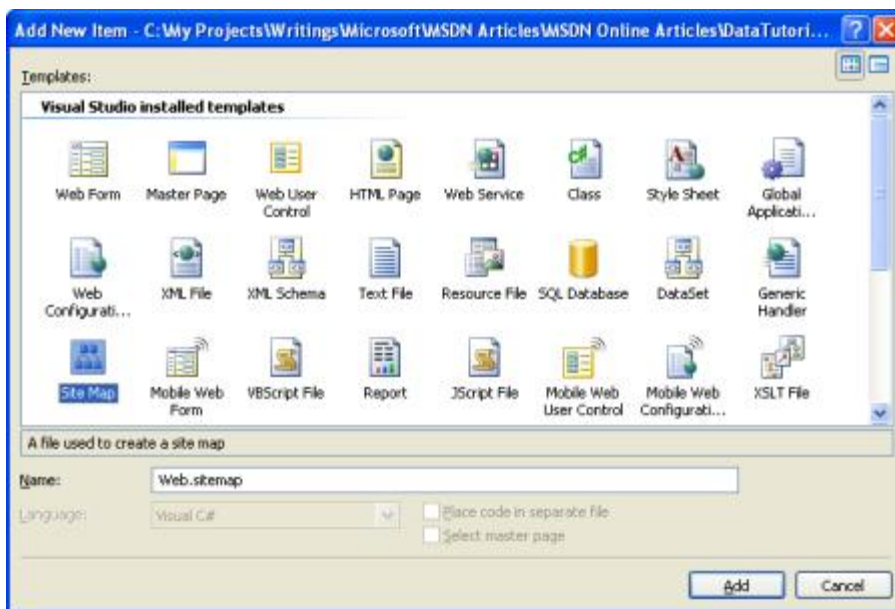 Add New Item - C:\My Projects\Writings\Microsoft\MSDN Articles\MSDN Online Articles\DataTutori...
Templates:
Visual Studio installed templates
Web Form
Master Page
Web User
Control
HTML Page
Web Service
Class
Style Sheet
Global
Applicati...
Web
Configurati...
XML File
XML Schema
Text File
Resource File
SQL Database
DataSet
Generic
Handler
Site Map
Mobile Web
Form
VBScript File
Report
JScript File
Mobile Web
User Control
Mobile Web
Configurati...
XSLT File
A file used to create a site map
Name:
Web.sitemap
Language:
Visual C#
Place code in separate file
Select master page
Add
Cancel